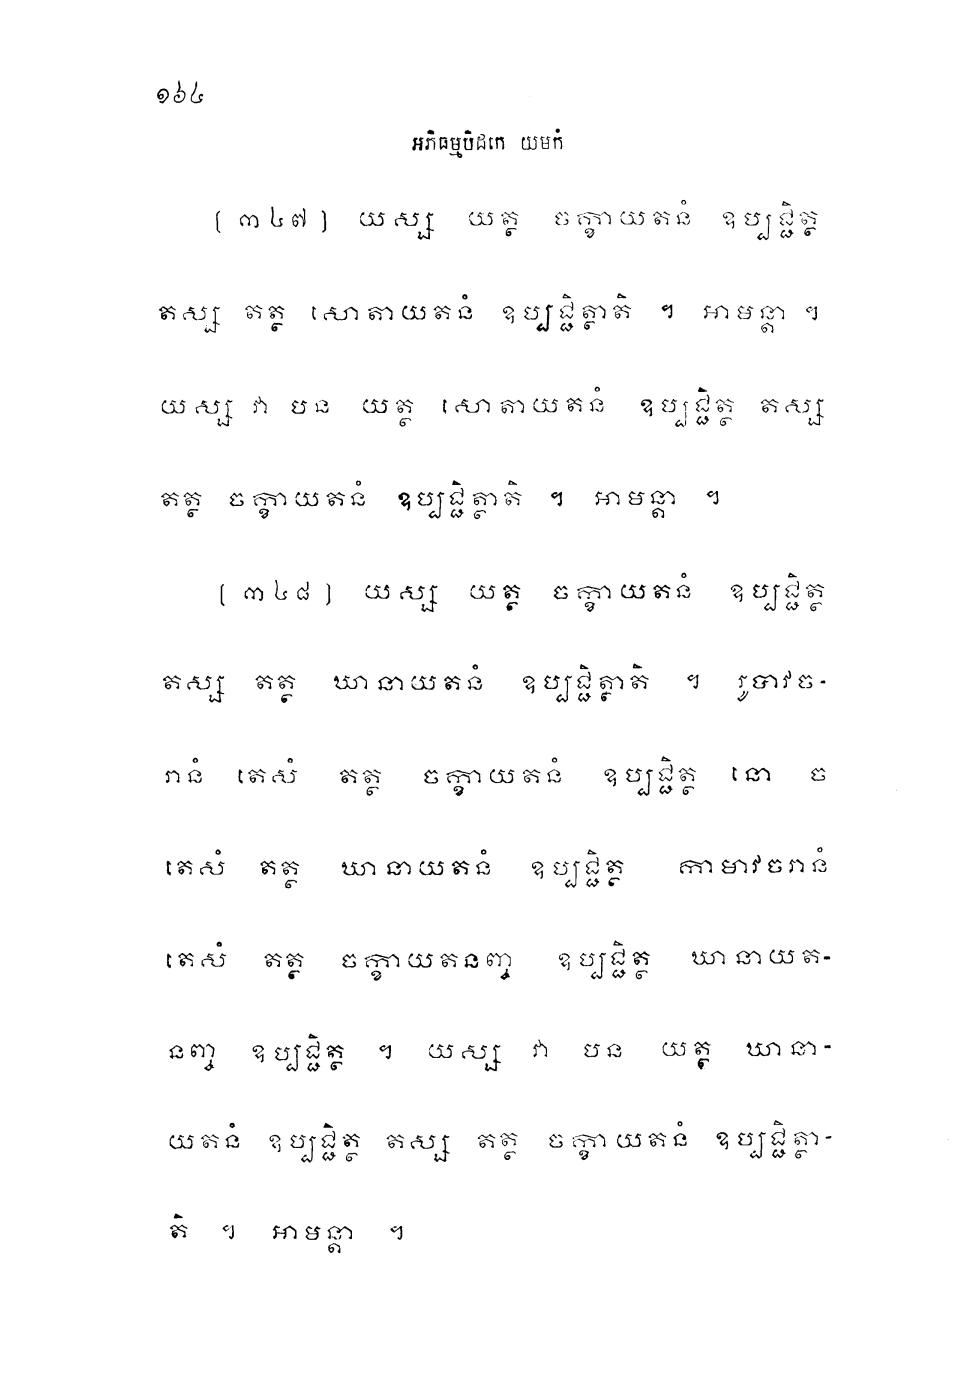 ១៦៤
អភិធម្មបិដកេ យមកំ
(៣៤៧) យស្ស យត្ថ ចក្ខាយតនំ ឧប្បជ្ជិត្ថ
តស្ស តត្ថ សោតាយតនំ ឧប្បជ្ជិត្ថាតិ ។ អាមន្តា ។
យស្ស វា បន យត្ថ សោតាយតនំ ឧប្បជ្ជិត្ថ តស្ស
តត្ថ ចក្ខាយតនំ ឧប្បជ្ជិត្ថាតិ ។ អាមន្តា ។
(៣៤៨) យស្ស យត្ថ ចក្ខាយតនំ ឧប្បជ្ជិត្ថ
តស្ស តត្ថ ឃានាយតនំ ឧប្បជ្ជិត្ថាតិ ។ រូបាវច-
រានំ តេសំ តត្ថ ចក្ខាយតនំ ឧប្បជ្ជិត្ថ នោ ច
តេសំ តត្ថ ឃានាយតនំ ឧប្បជ្ជិត្ថ កាមាវចរានំ
តេសំ តត្ថ ចក្ខាយតនញ្ច ឧប្បជ្ជិត្ថ ឃានាយត-
នញ្ច ឧប្បជ្ជិត្ថ ។ យស្ស វា បន យត្ថ ឃានា-
យតនំ ឧប្បជ្ជិត្ថ តស្ស តត្ថ ចក្ខាយតនំ ឧប្បជ្ជិត្ថា-
តិ ។ អាមន្តា ។